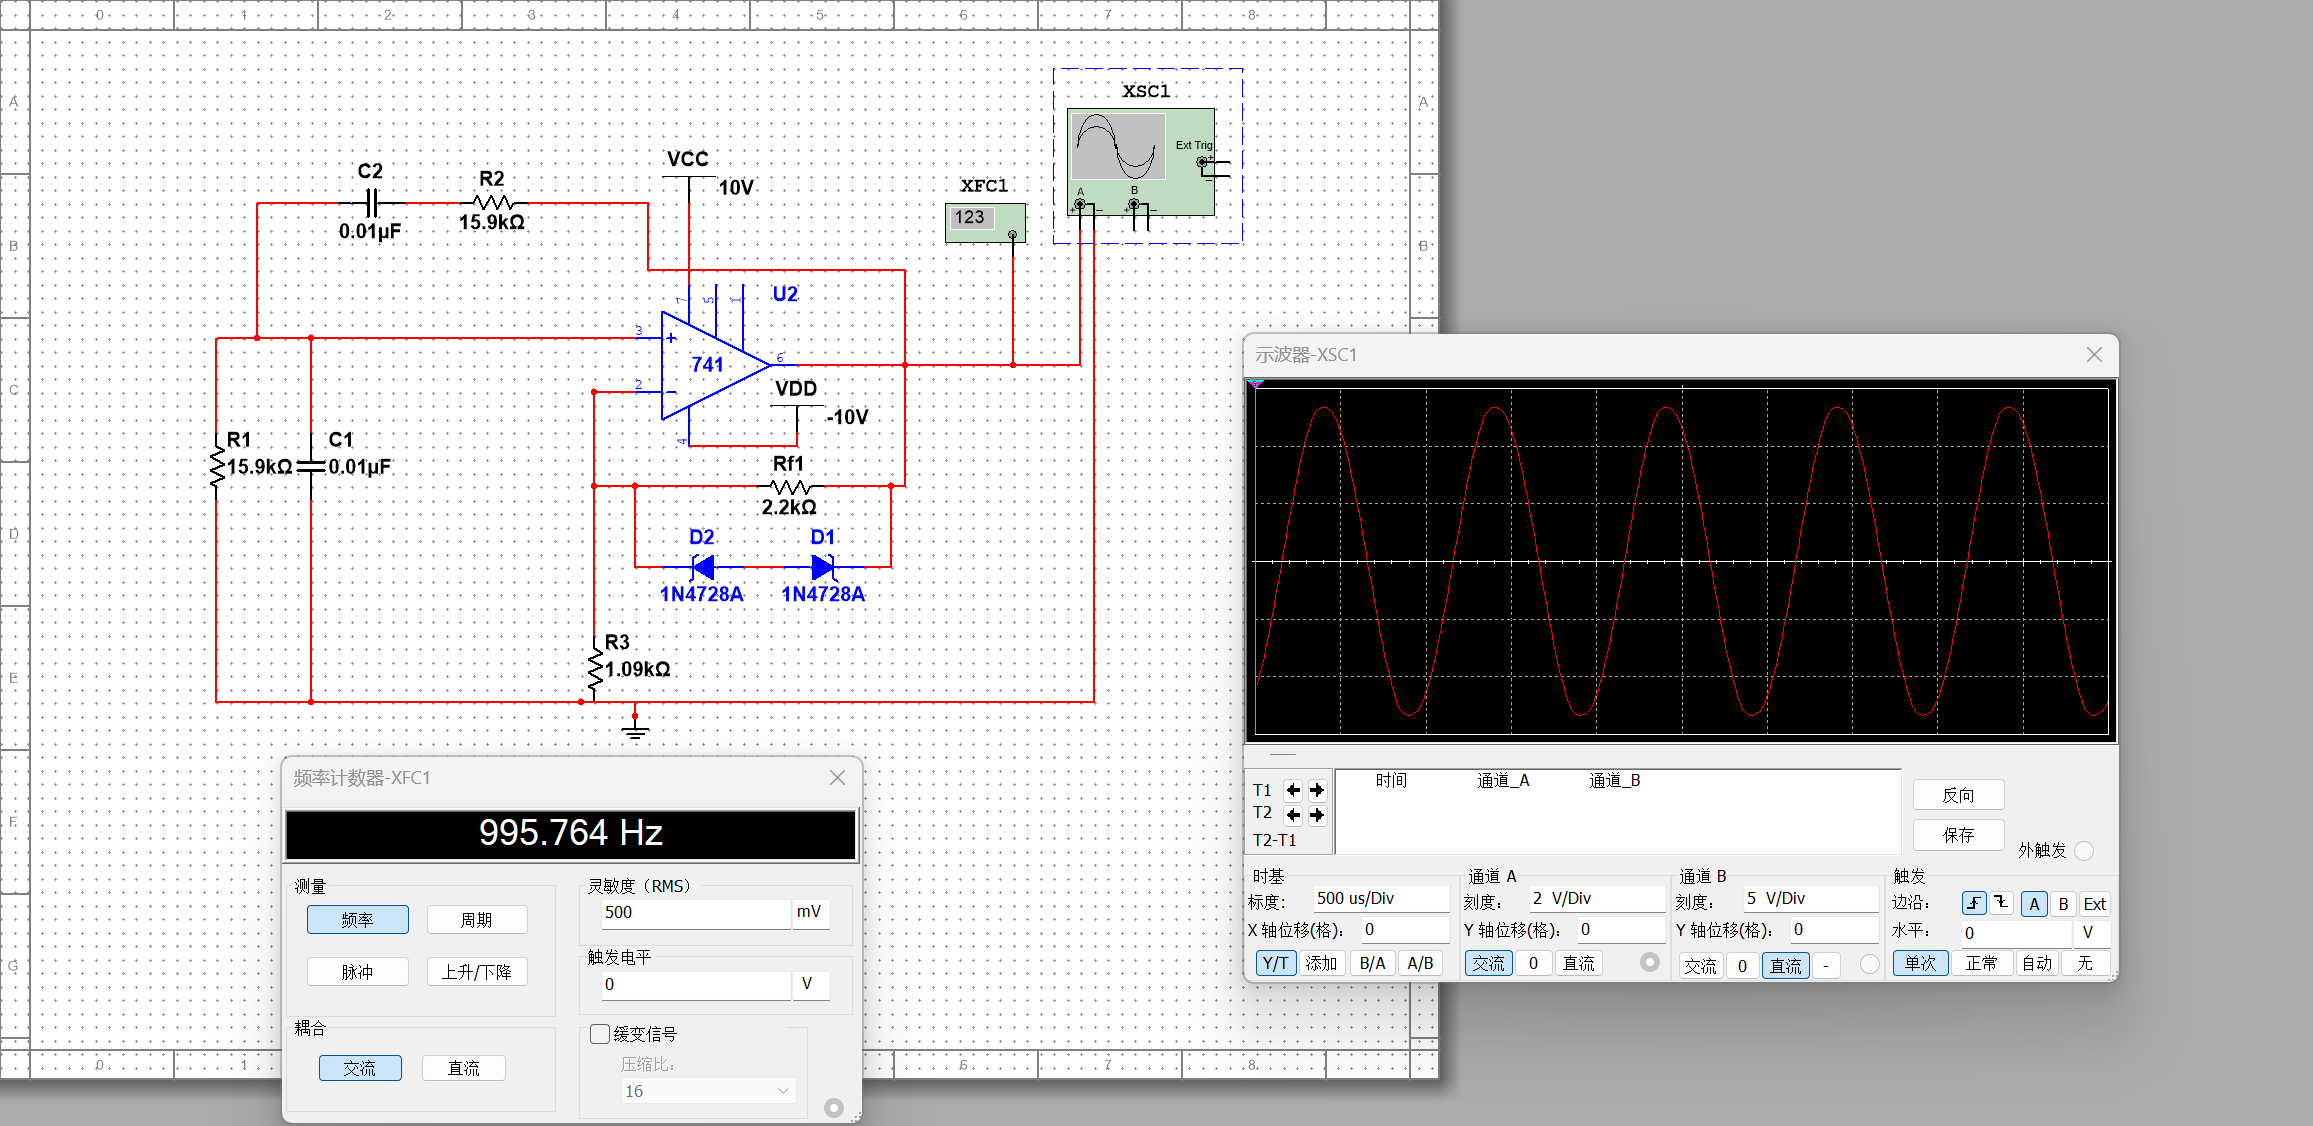 0 1 2 3 4 5 6 7 8
A A
XSC1
Ext Trig
A B
C2
R2
0.01µF
15.9kΩ
VCC
10V
XFC1
123
B B
7 5 1
U2
3
2
741
6
4
VDD
-10V
C
R1
15.9kΩ
C1
0.01µF
Rf1
2.2kΩ
D
D2
1N4728A
D1
1N4728A
R3
1.09kΩ
E
F
G
0 1 6 7 8
频率计数器-XFC1
995.764 Hz
测量
频率
周期
脉冲
上升/下降
耦合
交流
直流
灵敏度（RMS）
500
mV
触发电平
0
V
缓变信号
压缩比：
16
示波器-XSC1
T1
T2
T2-T1
时间 通道_A 通道_B
反向
保存
外触发
时基
标度： 500 us/Div
X 轴位移(格)： 0
Y/T 添加 B/A A/B
通道 A
刻度： 2 V/Div
Y 轴位移(格)： 0
交流 0 直流
通道 B
刻度： 5 V/Div
Y 轴位移(格)： 0
交流 0 直流 -
触发
边沿： A B Ext
水平： 0 V
单次 正常 自动 无